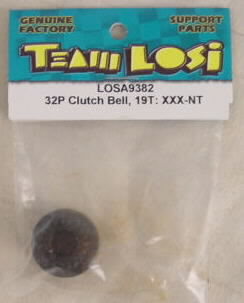 GENUINE FACTORY
SUPPORT PARTS
TEAM LOSI
LOSA9382
32P Clutch Bell, 19T: XXX-NT